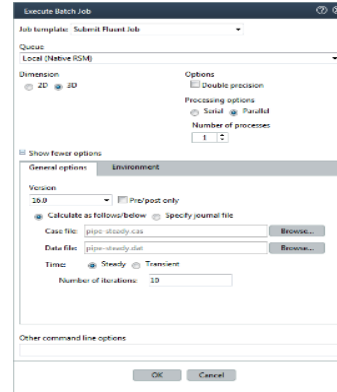 Execute Batch Job
Job template: Submit Fluent Job
Queue
Local (Native RSM)
Dimension
2D 3D
Options
Double precision
Processing options
Serial Parallel
Number of processes
1
Show fewer options
General options Environment
Version
16.0 Pre/post only
Calculate as follows/below Specify journal file
Case file: pipe-steady.cas Browse...
Data file: pipe-steady.dat Browse...
Time: Steady Transient
Number of iterations: 10
Other command line options
OK Cancel